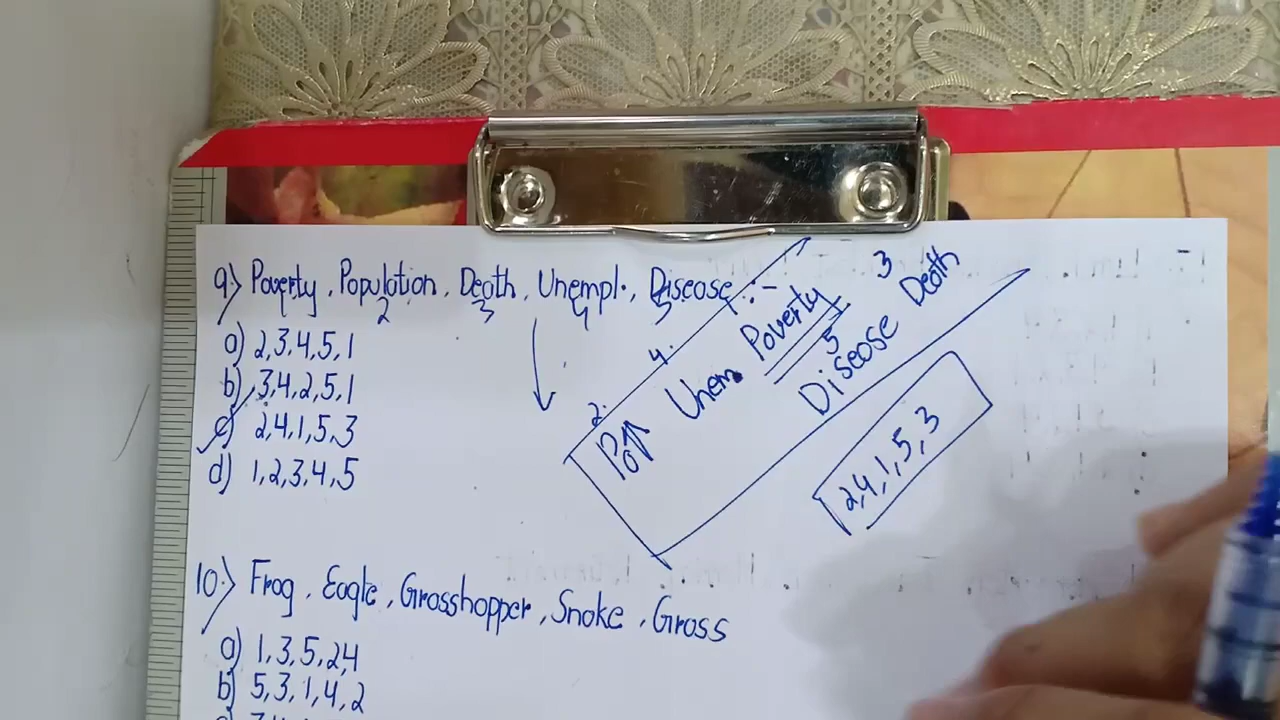 9.) Poverty, Population, Death, Unempl., Disease :-
2 3 4 5
a) 2,3,4,5,1
b) 3,4,2,5,1
c) 2,4,1,5,3
d) 1,2,3,4,5
2. 4. 1 5 3
Pop Unem. Poverty Disease Death
2,4,1,5,3
10.) Frog, Eagle, Grasshopper, Snake, Grass
a) 1,3,5,2,4
b) 5,3,1,4,2